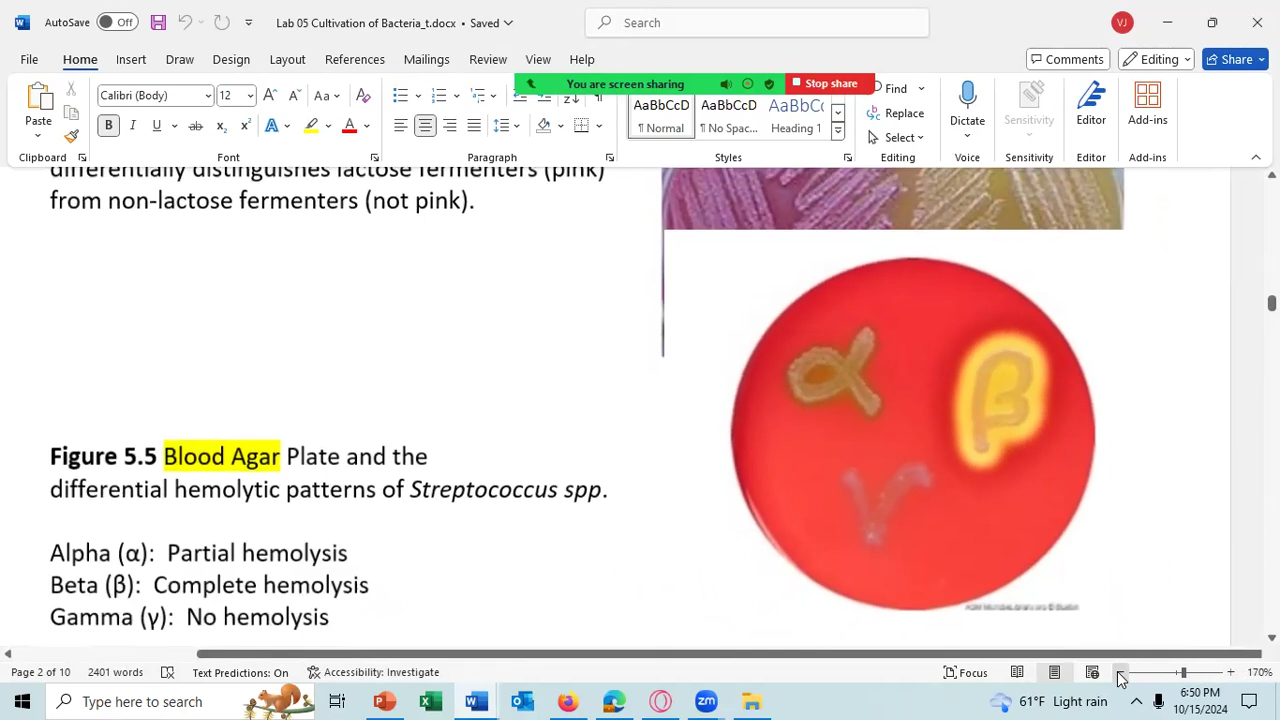 AutoSave Off Lab 05 Cultivation of Bacteria_t.docx • Saved Search VJ
File Home Insert Draw Design Layout References Mailings Review View Help Comments Editing Share
You are screen sharing Stop share
Paste Calibri (Body) 12 Aa AaBbCcD AaBbCcD AaBbC Find Dictate Sensitivity Editor Add-ins
B I U ab x₂ x² A A ¶ Normal ¶ No Spac... Heading 1 Replace
Select
Clipboard Font Paragraph Styles Editing Voice Sensitivity Editor Add-ins
differentially distinguishes lactose fermenters (pink)
from non-lactose fermenters (not pink).
α β
γ
Figure 5.5 Blood Agar Plate and the
differential hemolytic patterns of Streptococcus spp.
Alpha (α): Partial hemolysis
Beta (β): Complete hemolysis
Gamma (γ): No hemolysis
Page 2 of 10 2401 words Text Predictions: On Accessibility: Investigate Focus 170%
Type here to search 61°F Light rain 6:50 PM
10/15/2024